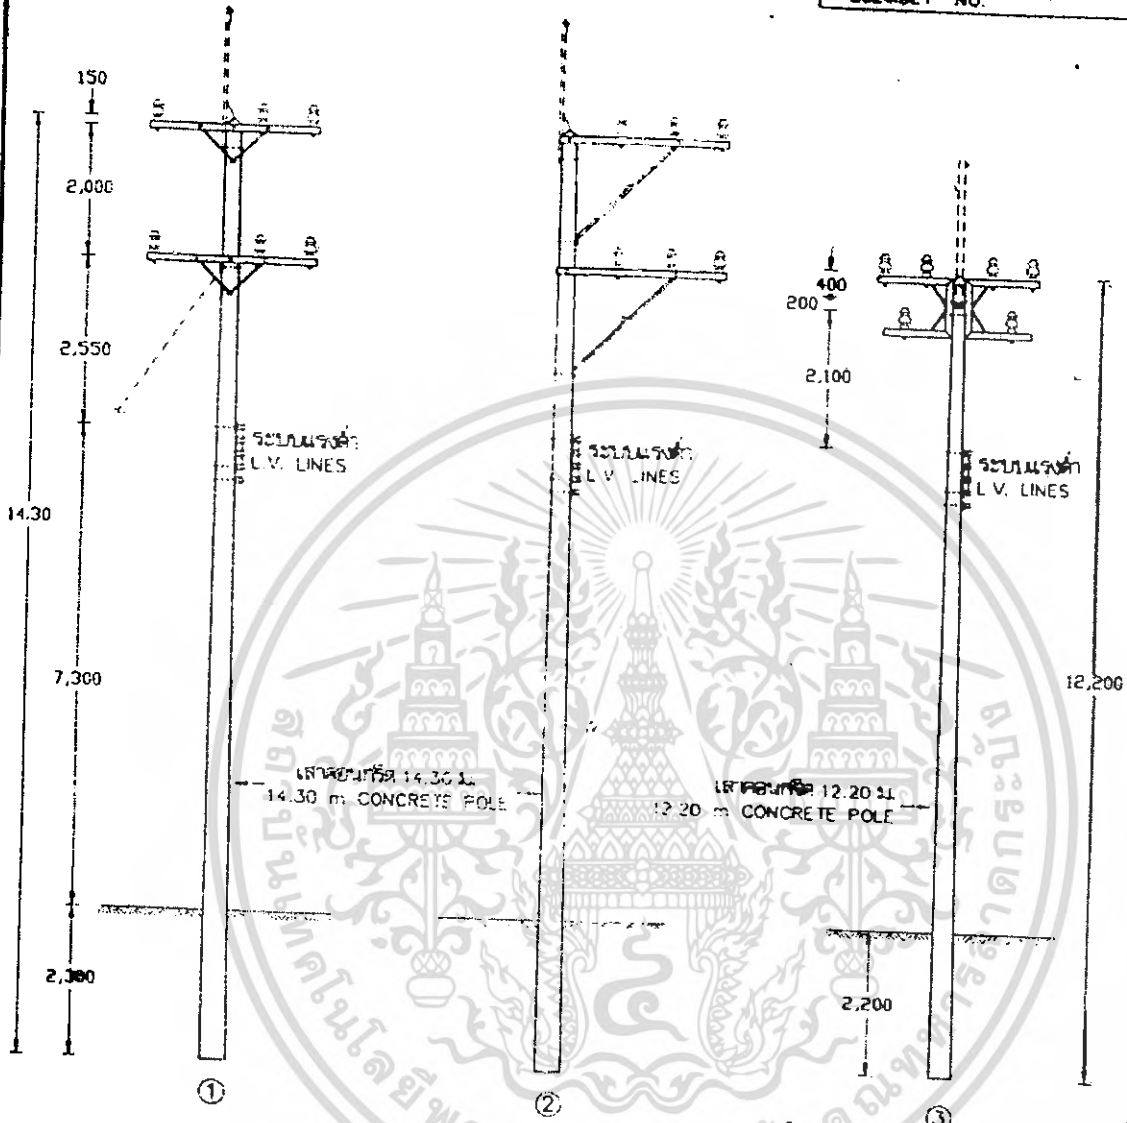 NO.
150
2,000
2,550
14.30
7,300
2,300
ระบบแรงต่ำ
L.V. LINES
ระบบแรงต่ำ
L.V. LINES
400
200
2,100
ระบบแรงต่ำ
L.V. LINES
12,200
เสาคอนกรีต 14.30 ม.
14.30 m CONCRETE POLE
เสาคอนกรีต 12.20 ม.
12.20 m CONCRETE POLE
2,200
①
②
③